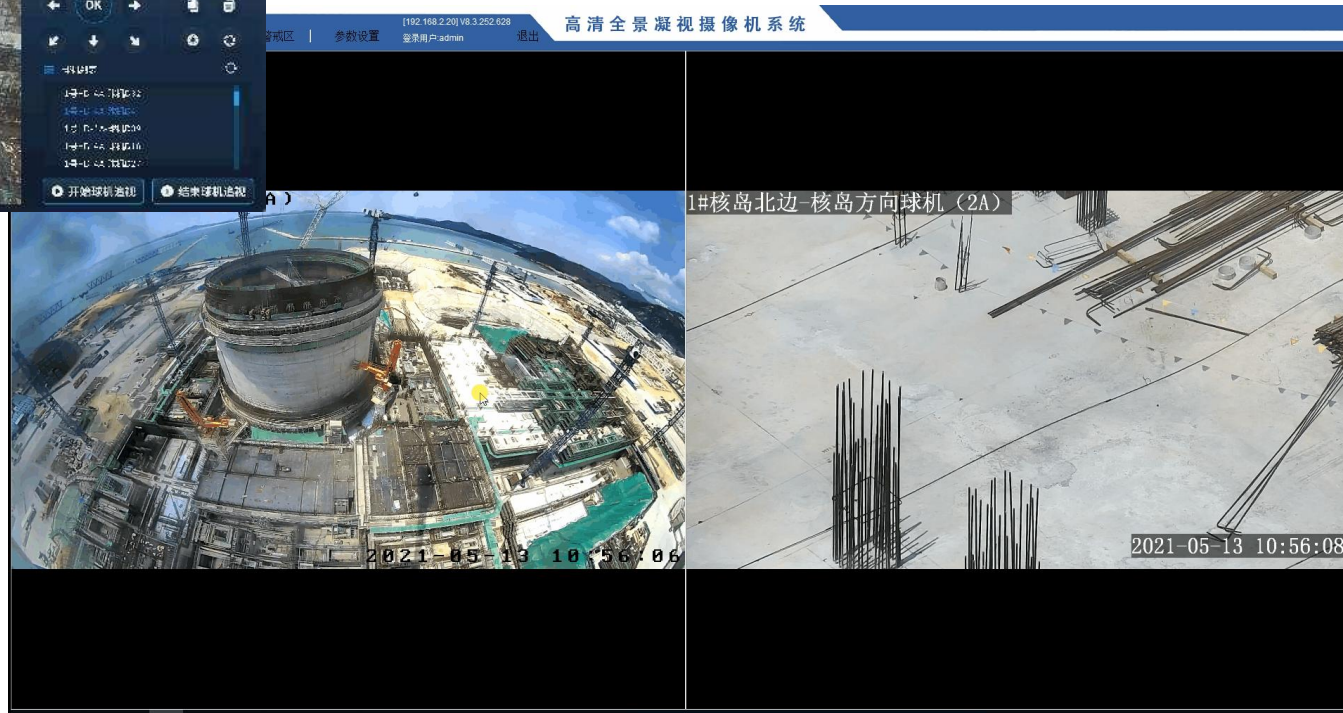 OK
[192.168.2.20] V8.3.252.628
高清全景凝视摄像机系统
警戒区 | 参数设置
登录用户:admin
退出
开始球机追视
结束球机追视
A)
1#核岛北边-核岛方向球机（2A）
2021-05-13 10:56:06
2021-05-13 10:56:08